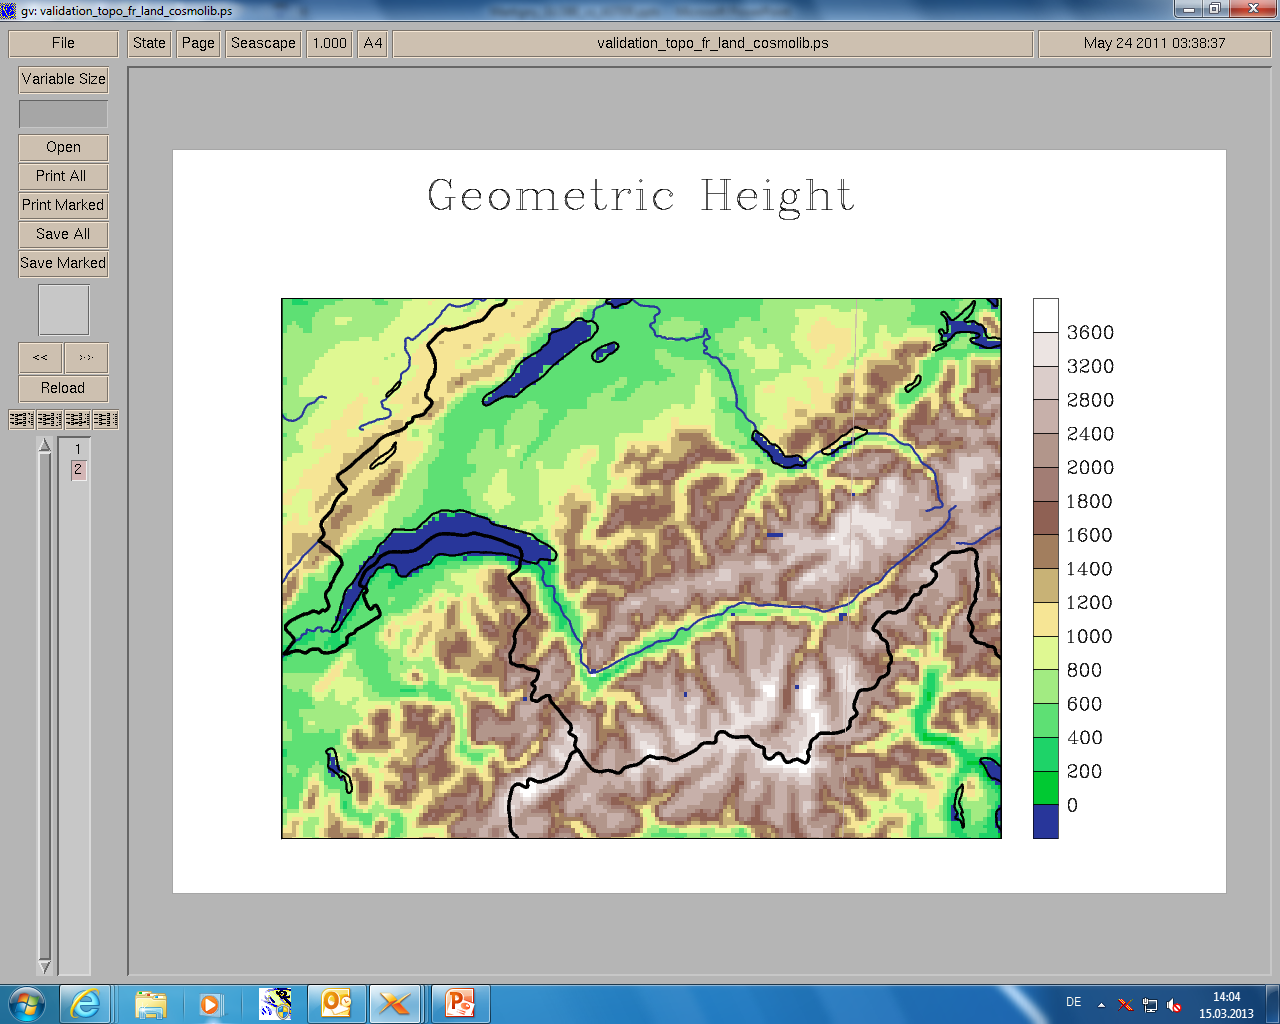 gv: validation_topo_fr_land_cosmolib.ps
File State Page Seascape 1.000 A4 validation_topo_fr_land_cosmolib.ps May 24 2011 03:38:37
Variable Size
Open
Print All
Print Marked
Save All
Save Marked
<< >>
Reload
1
2
Geometric Height
3600
3200
2800
2400
2000
1800
1600
1400
1200
1000
800
600
400
200
0
DE
14:04
15.03.2013